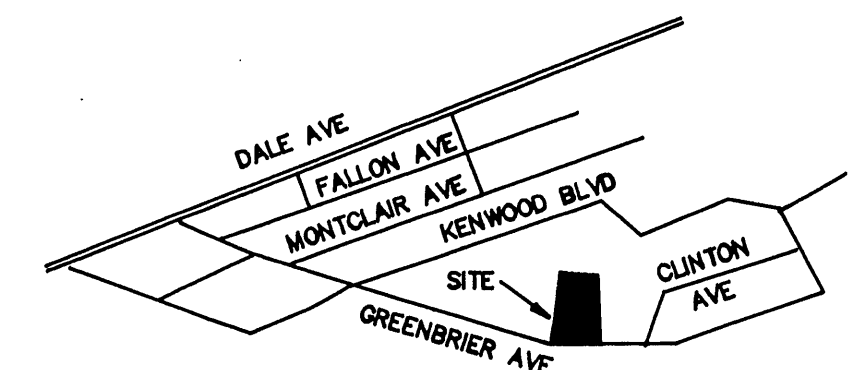 DALE AVE
FALLON AVE
MONTCLAIR AVE
KENWOOD BLVD
SITE
CLINTON
AVE
GREENBRIER AVE